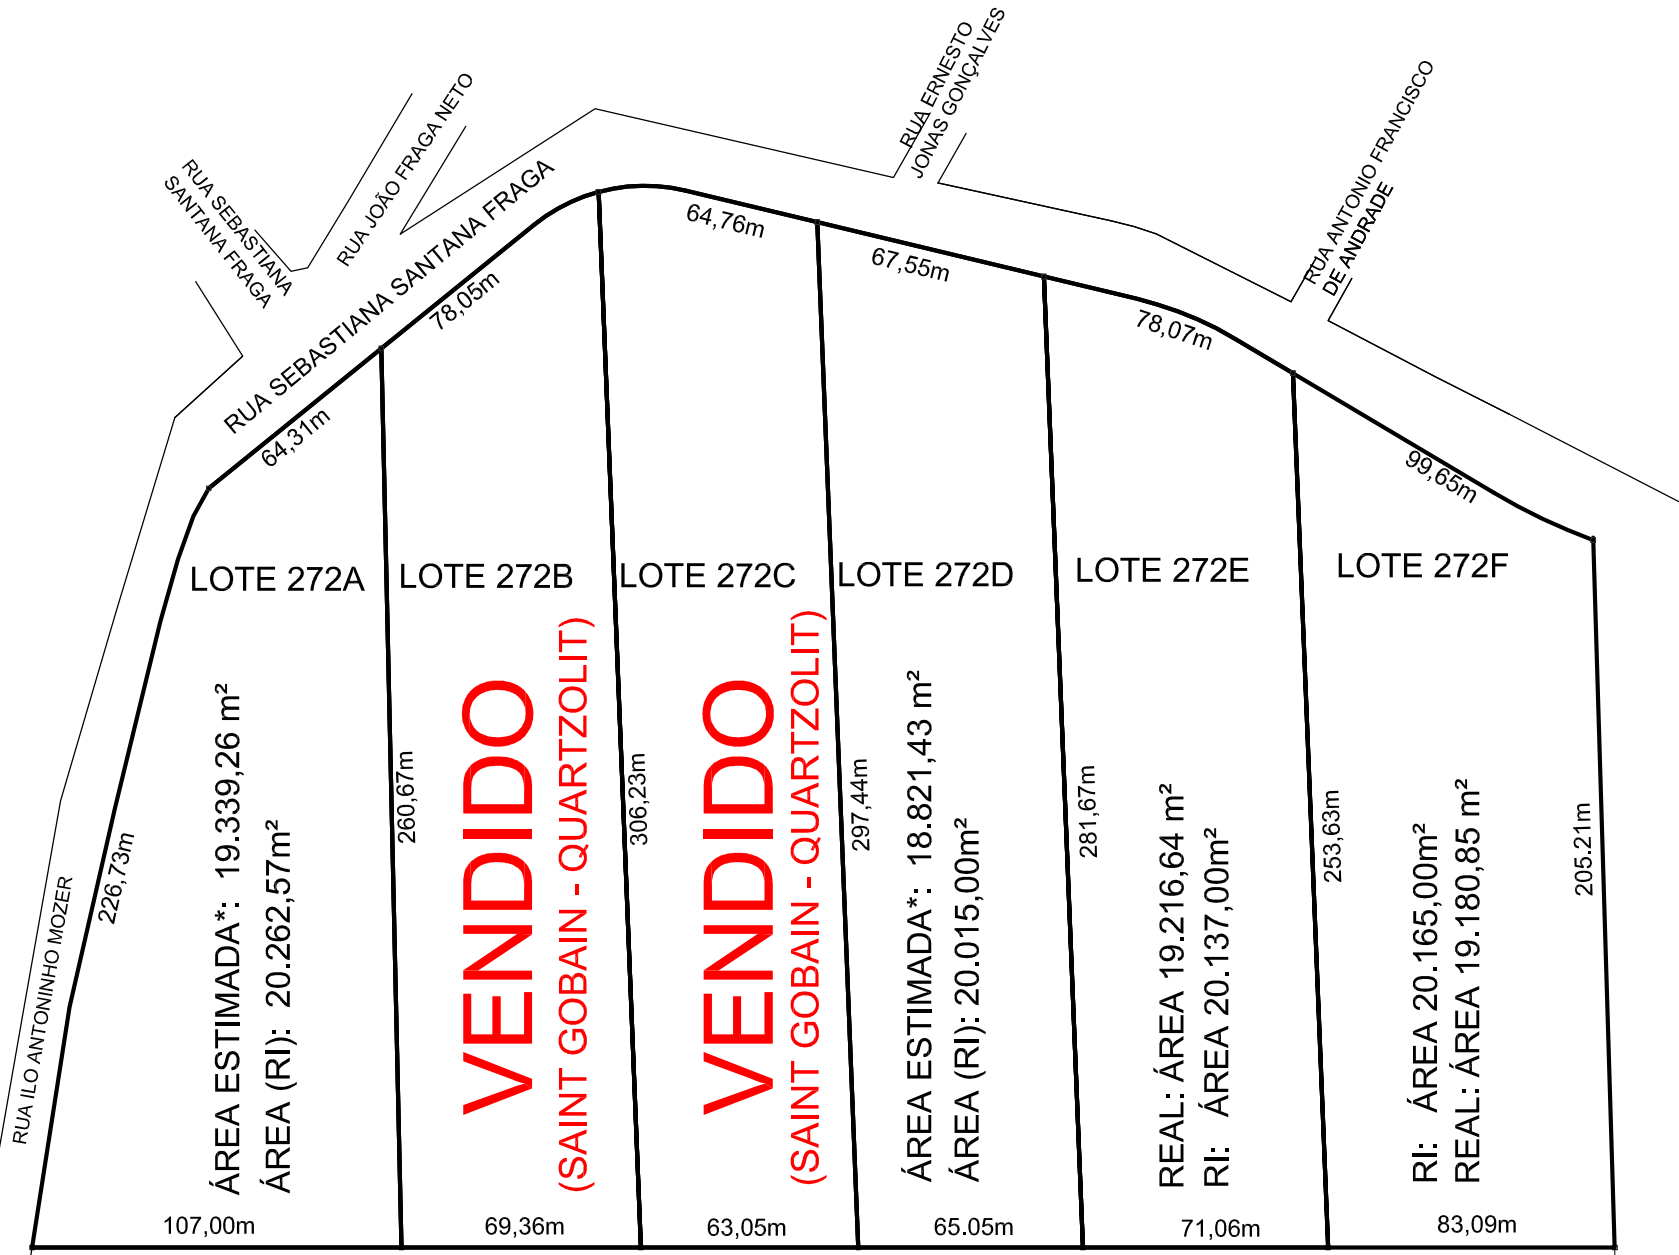 RUA SEBASTIANA
SANTANA FRAGA
RUA JOÃO FRAGA NETO
RUA ERNESTO
JONAS GONÇALVES
RUA ANTONIO FRANCISCO
DE ANDRADE
RUA SEBASTIANA SANTANA FRAGA
RUA ILO ANTONINHO MOZER
64,31m
78,05m
64,76m
67,55m
78,07m
99,65m
LOTE 272A
LOTE 272B
LOTE 272C
LOTE 272D
LOTE 272E
LOTE 272F
226,73m
ÁREA ESTIMADA*: 19.339,26 m²
ÁREA (RI): 20.262,57m²
260,67m
VENDIDO
(SAINT GOBAIN - QUARTZOLIT)
306,23m
VENDIDO
(SAINT GOBAIN - QUARTZOLIT)
297,44m
ÁREA ESTIMADA*: 18.821,43 m²
ÁREA (RI): 20.015,00m²
281,67m
REAL: ÁREA 19.216,64 m²
RI: ÁREA 20.137,00m²
253,63m
RI: ÁREA 20.165,00m²
REAL: ÁREA 19.180,85 m²
205.21m
107,00m
69,36m
63,05m
65.05m
71,06m
83,09m